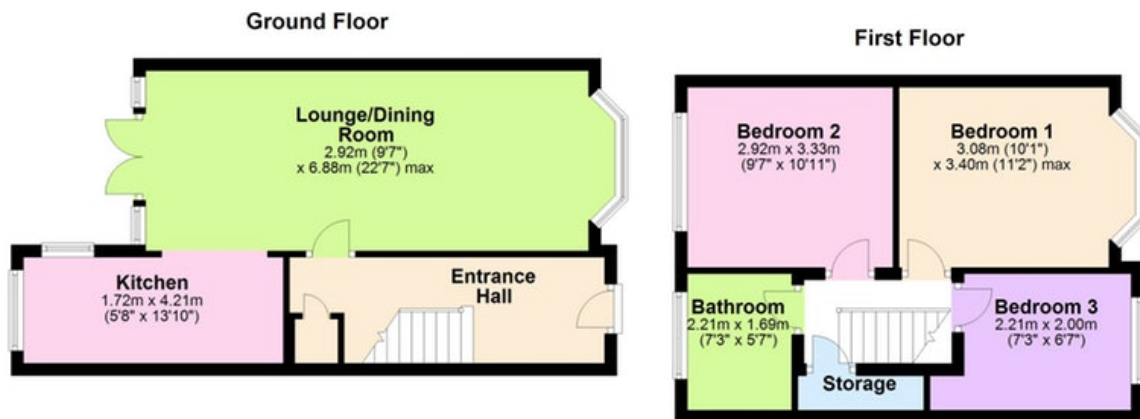 Ground Floor
Lounge/Dining
Room
2.92m (9'7")
x 6.88m (22'7") max
Kitchen
1.72m x 4.21m
(5'8" x 13'10")
Entrance
Hall
First Floor
Bedroom 2
2.92m x 3.33m
(9'7" x 10'11")
Bedroom 1
3.08m (10'1")
x 3.40m (11'2") max
Bathroom
2.21m x 1.69m
(7'3" x 5'7")
Bedroom 3
2.21m x 2.00m
(7'3" x 6'7")
Storage